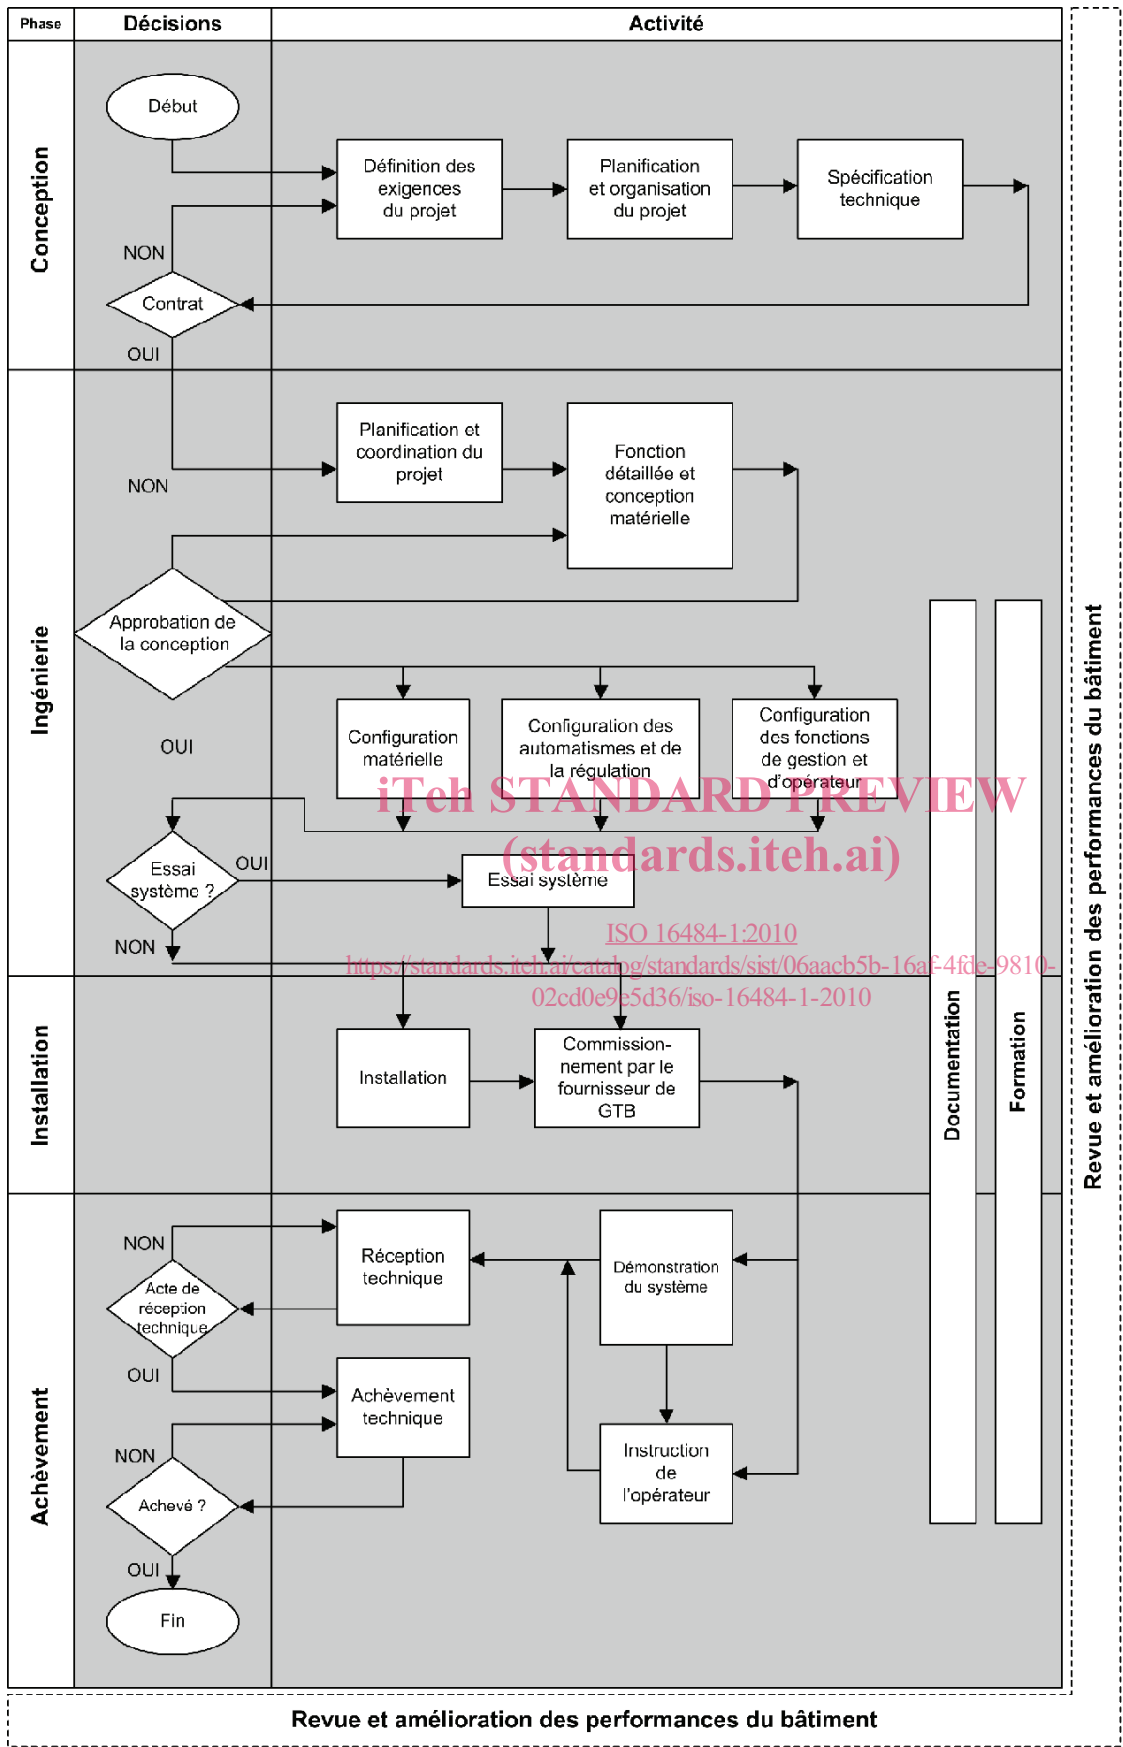 Phase
Décisions
Activité
Conception
Début
Définition des
exigences
du projet
Planification
et organisation
du projet
Spécification
technique
NON
Contrat
OUI
Ingénierie
Planification et
coordination du
projet
Fonction
détaillée et
conception
matérielle
NON
Approbation de
la conception
OUI
Configuration
matérielle
Configuration des
automatismes et de
la régulation
Configuration
des fonctions
de gestion et
d'opérateur
iTeh STANDARD PREVIEW
(standards.iteh.ai)
Essai
système ?
OUI
Essai système
NON
ISO 16484-1:2010
https://standards.iteh.ai/catalog/standards/sist/06aacb5b-16af-4fde-9810-
02cd0e9e5d36/iso-16484-1-2010
Installation
Installation
Commission-
nement par le
fournisseur de
GTB
Documentation
Formation
Revue et amélioration des performances du bâtiment
Achèvement
NON
Réception
technique
Démonstration
du système
Acte de
réception
technique
OUI
Achèvement
technique
NON
Instruction
de
l'opérateur
Achevé ?
OUI
Fin
Revue et amélioration des performances du bâtiment